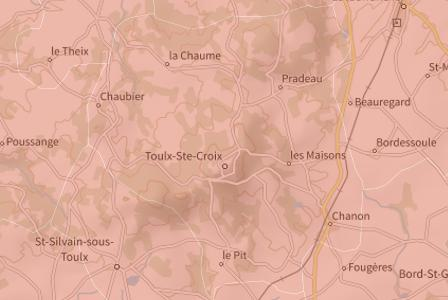 le Theix
la Chaume
St-M
Pradeau
Chaubier
Beauregard
Poussange
Bordessoule
Toulx-Ste-Croix
les Maisons
Chanon
St-Silvain-sous-
Toulx
le Pit
Fougères
Bord-St-G